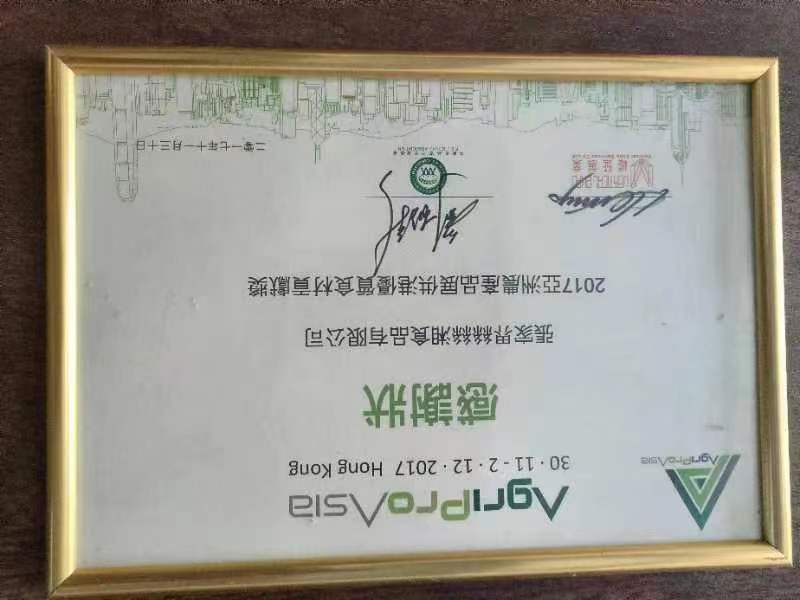 AgriProAsia
AgriProAsia
30·11-2·12·2017 Hong Kong
感謝狀
張家界絲絲湘食品有限公司
2017亞洲農產品展供港優質食材貢獻獎
二零一七年十一月三十日